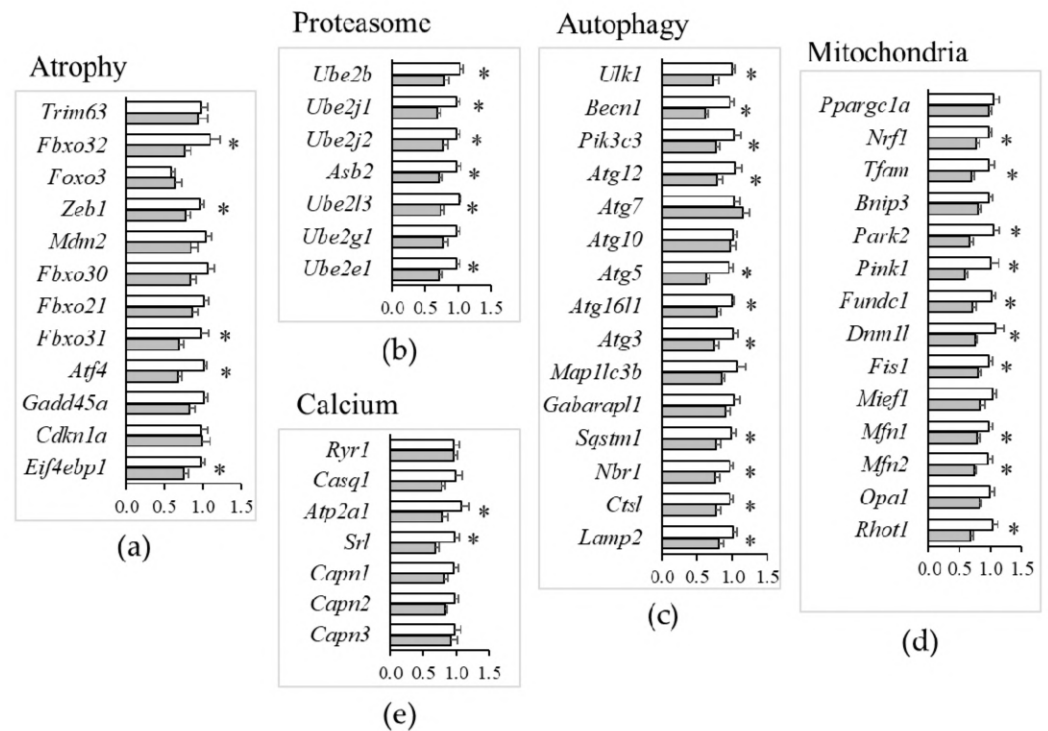 Atrophy
Trim63
Fbxo32
*
Foxo3
Zeb1
*
Mdm2
Fbxo30
Fbxo21
Fbxo31
*
Atf4
*
Gadd45a
Cdkn1a
Eif4ebp1
*
0.0 0.5 1.0 1.5
(a)
Proteasome
Ube2b
*
Ube2j1
*
Ube2j2
*
Asb2
*
Ube2l3
*
Ube2g1
Ube2e1
*
0.0 0.5 1.0 1.5
(b)
Autophagy
Ulk1
*
Becn1
*
Pik3c3
*
Atg12
*
Atg7
Atg10
Atg5
*
Atg16l1
*
Atg3
*
Map1lc3b
Gabarapl1
Sqstm1
*
Nbr1
*
Ctsl
*
Lamp2
*
0.0 0.5 1.0 1.5
(c)
Mitochondria
Ppargc1a
Nrf1
*
Tfam
*
Bnip3
Park2
*
Pink1
*
Fundc1
*
Dnm1l
*
Fis1
*
Mief1
Mfn1
*
Mfn2
*
Opa1
Rhot1
*
0.0 0.5 1.0 1.5
(d)
Calcium
Ryr1
Casq1
Atp2a1
*
Srl
*
Capn1
Capn2
Capn3
0.0 0.5 1.0 1.5
(e)